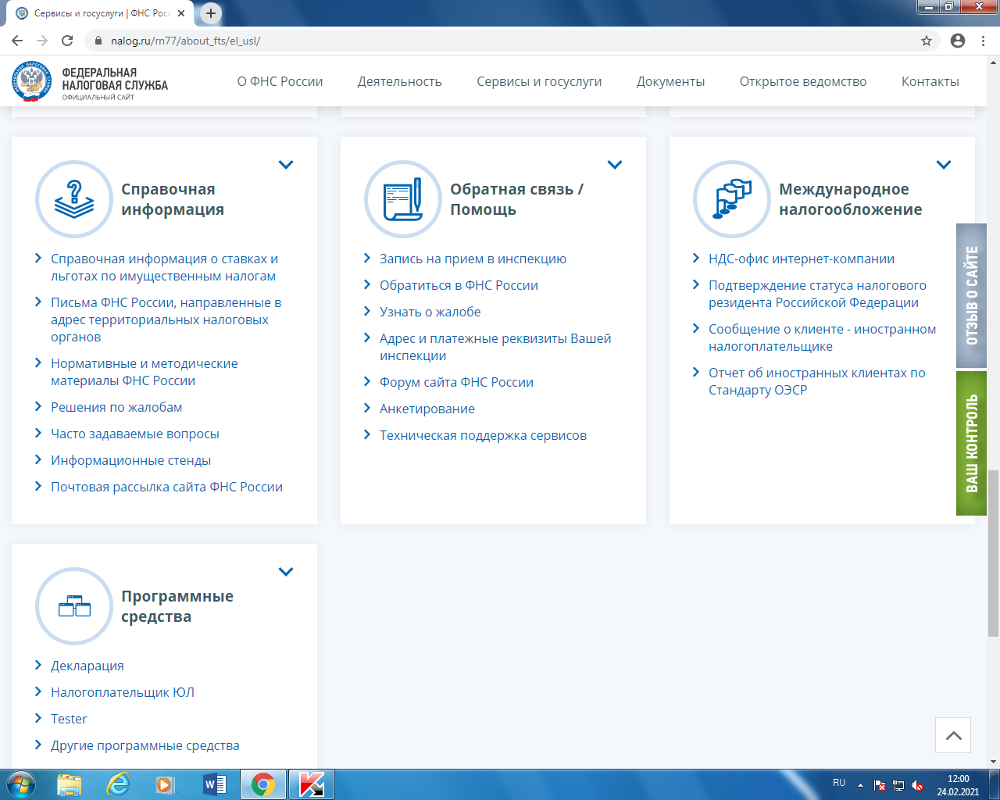 Сервисы и госуслуги | ФНС Росс
nalog.ru/rn77/about_fts/el_usl/
ФЕДЕРАЛЬНАЯ
НАЛОГОВАЯ СЛУЖБА
ОФИЦИАЛЬНЫЙ САЙТ
О ФНС России
Деятельность
Сервисы и госуслуги
Документы
Открытое ведомство
Контакты
Справочная
информация
Справочная информация о ставках и
льготах по имущественным налогам
Письма ФНС России, направленные в
адрес территориальных налоговых
органов
Нормативные и методические
материалы ФНС России
Решения по жалобам
Часто задаваемые вопросы
Информационные стенды
Почтовая рассылка сайта ФНС России
Обратная связь /
Помощь
Запись на прием в инспекцию
Обратиться в ФНС России
Узнать о жалобе
Адрес и платежные реквизиты Вашей
инспекции
Форум сайта ФНС России
Анкетирование
Техническая поддержка сервисов
Международное
налогообложение
НДС-офис интернет-компании
Подтверждение статуса налогового
резидента Российской Федерации
Сообщение о клиенте - иностранном
налогоплательщике
Отчет об иностранных клиентах по
Стандарту ОЭСР
ОТЗЫВ О САЙТЕ
ВАШ КОНТРОЛЬ
Программные
средства
Декларация
Налогоплательщик ЮЛ
Tester
Другие программные средства
RU
12:00
24.02.2021